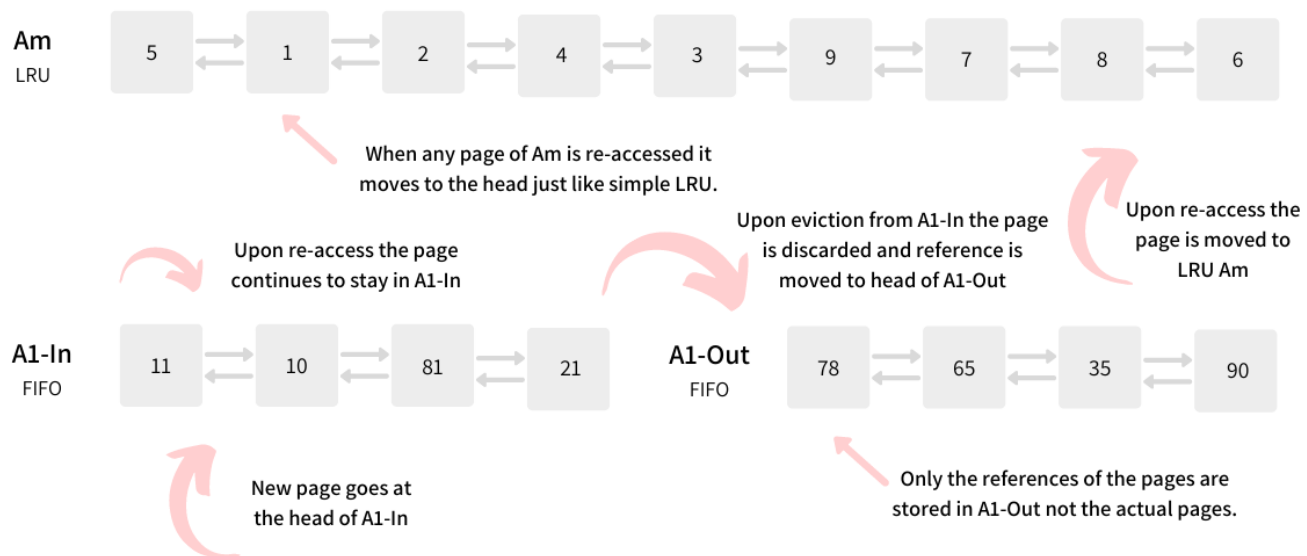 Am
LRU
5
1
2
4
3
9
7
8
6
When any page of Am is re-accessed it
moves to the head just like simple LRU.
Upon re-access the page
continues to stay in A1-In
Upon eviction from A1-In the page
is discarded and reference is
moved to head of A1-Out
Upon re-access the
page is moved to
LRU Am
A1-In
FIFO
11
10
81
21
A1-Out
FIFO
78
65
35
90
New page goes at
the head of A1-In
Only the references of the pages are
stored in A1-Out not the actual pages.